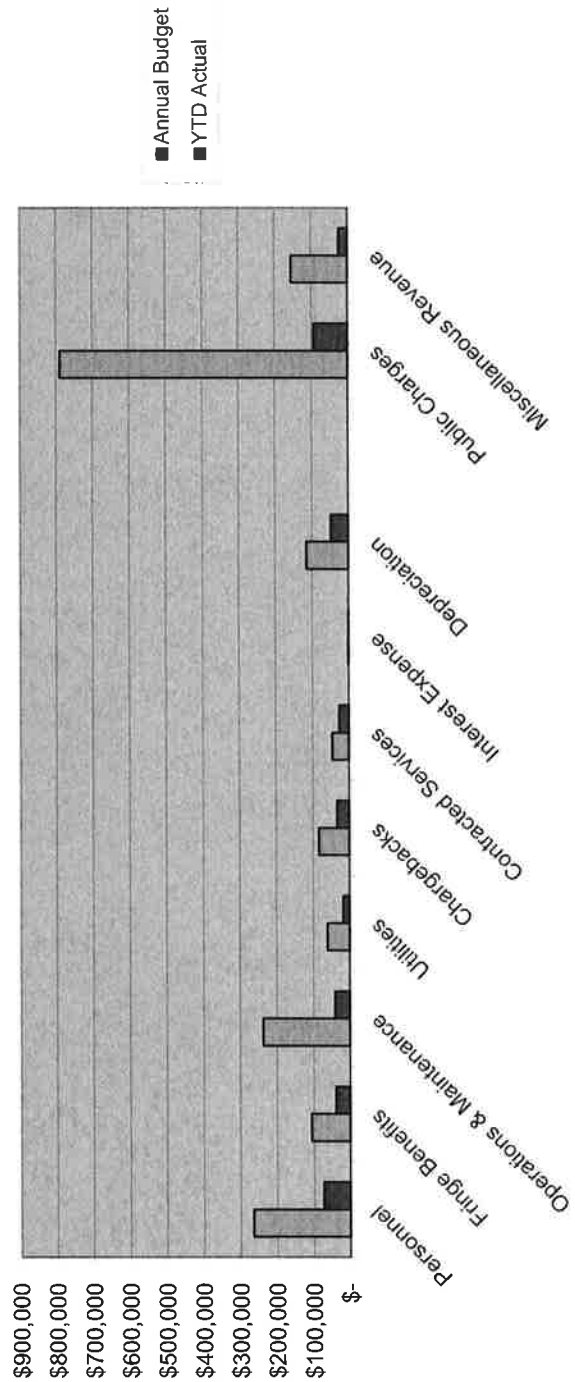 $900,000
$800,000
$700,000
$600,000
$500,000
$400,000
$300,000
$200,000
$100,000
$-
Personnel
Fringe Benefits
Operations & Maintenance
Utilities
Chargebacks
Contracted Services
Interest Expense
Depreciation
Public Charges
Miscellaneous Revenue
Annual Budget
YTD Actual